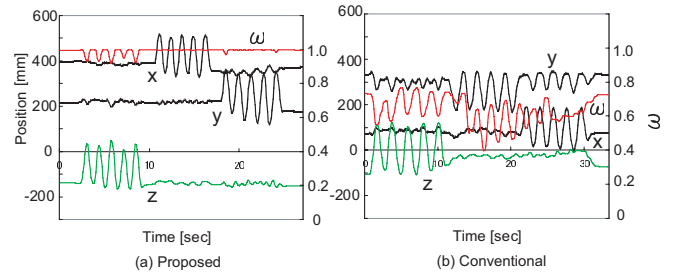 600
400
200
0
-200
Position [mm]
0
10
20
1.0
0.8
0.6
0.4
0.2
0
ω
x
y
z
Time [sec]
(a) Proposed
600
400
200
0
-200
0
10
20
30
1.0
0.8
0.6
0.4
0.2
0
ω
y
ω
x
z
Time [sec]
(b) Conventional